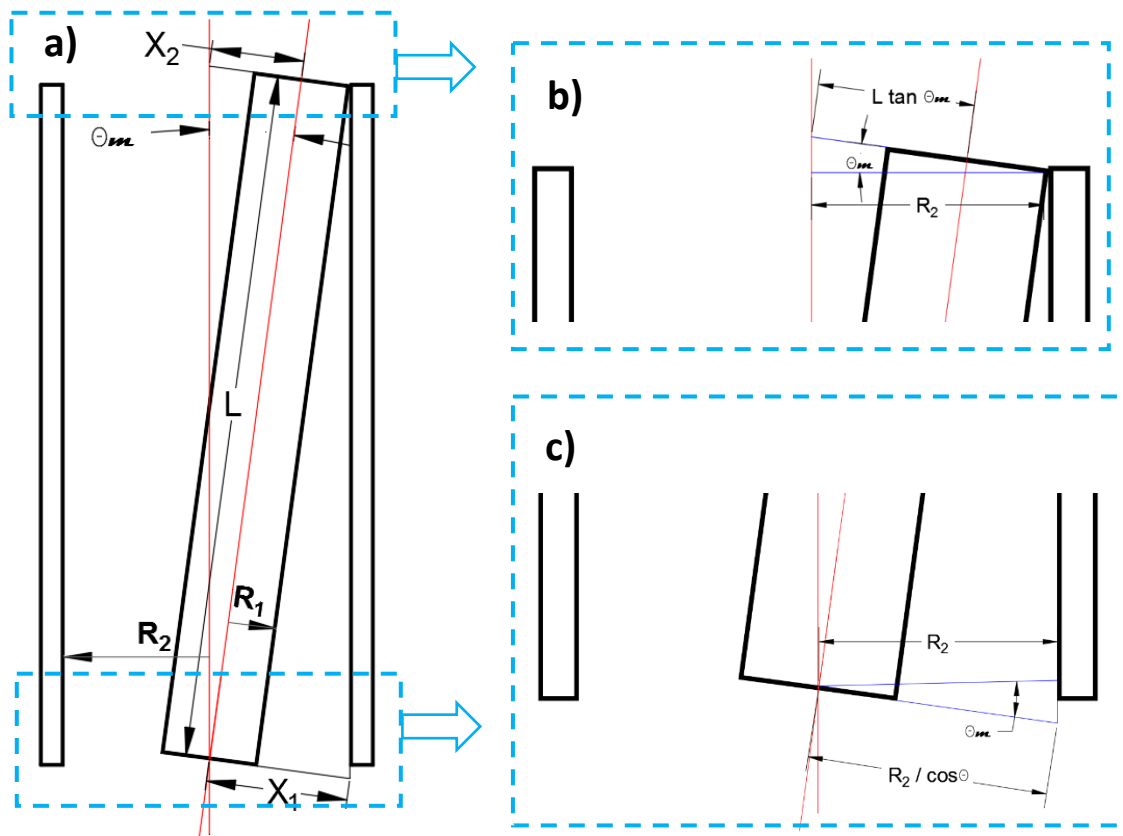 a)
X₂
Θm
L
R₁
R₂
X₁
b)
L tan Θm
Θm
R₂
c)
R₂
Θm
R₂ / cosΘ